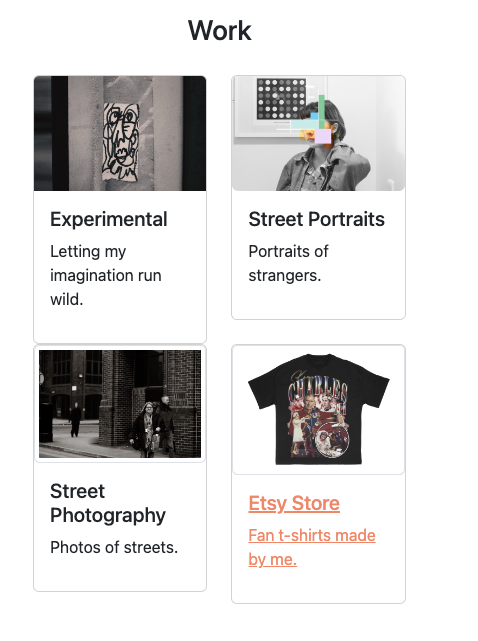 Work
Experimental
Letting my
imagination run
wild.
Street Portraits
Portraits of
strangers.
Street
Photography
Photos of streets.
CHARLES
Etsy Store
Fan t-shirts made
by me.